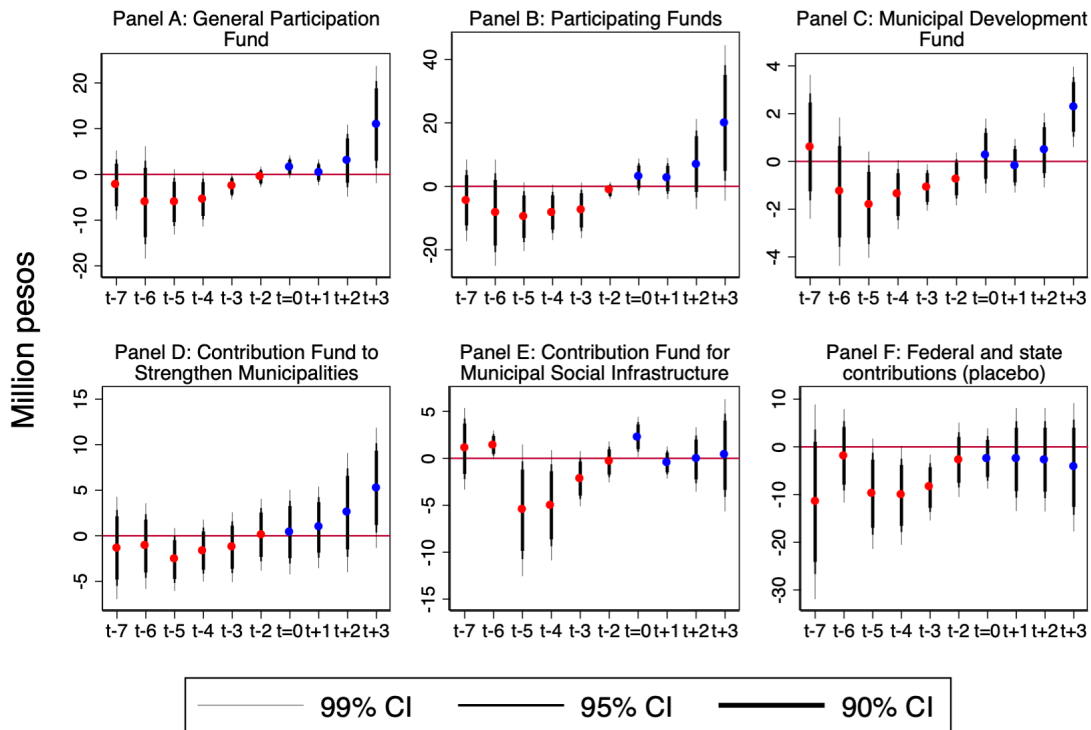 Panel A: General Participation
Fund
20
10
0
-10
-20
t-7 t-6 t-5 t-4 t-3 t-2 t=0 t+1 t+2 t+3
Panel B: Participating Funds
40
20
0
-20
t-7 t-6 t-5 t-4 t-3 t-2 t=0 t+1 t+2 t+3
Panel C: Municipal Development
Fund
4
2
0
-2
-4
t-7 t-6 t-5 t-4 t-3 t-2 t=0 t+1 t+2 t+3
Million pesos
Panel D: Contribution Fund to
Strengthen Municipalities
15
10
5
0
-5
t-7 t-6 t-5 t-4 t-3 t-2 t=0 t+1 t+2 t+3
Panel E: Contribution Fund for
Municipal Social Infrastructure
5
0
-5
-10
-15
t-7 t-6 t-5 t-4 t-3 t-2 t=0 t+1 t+2 t+3
Panel F: Federal and state
contributions (placebo)
10
0
-10
-20
-30
t-7 t-6 t-5 t-4 t-3 t-2 t=0 t+1 t+2 t+3
99% CI 95% CI 90% CI